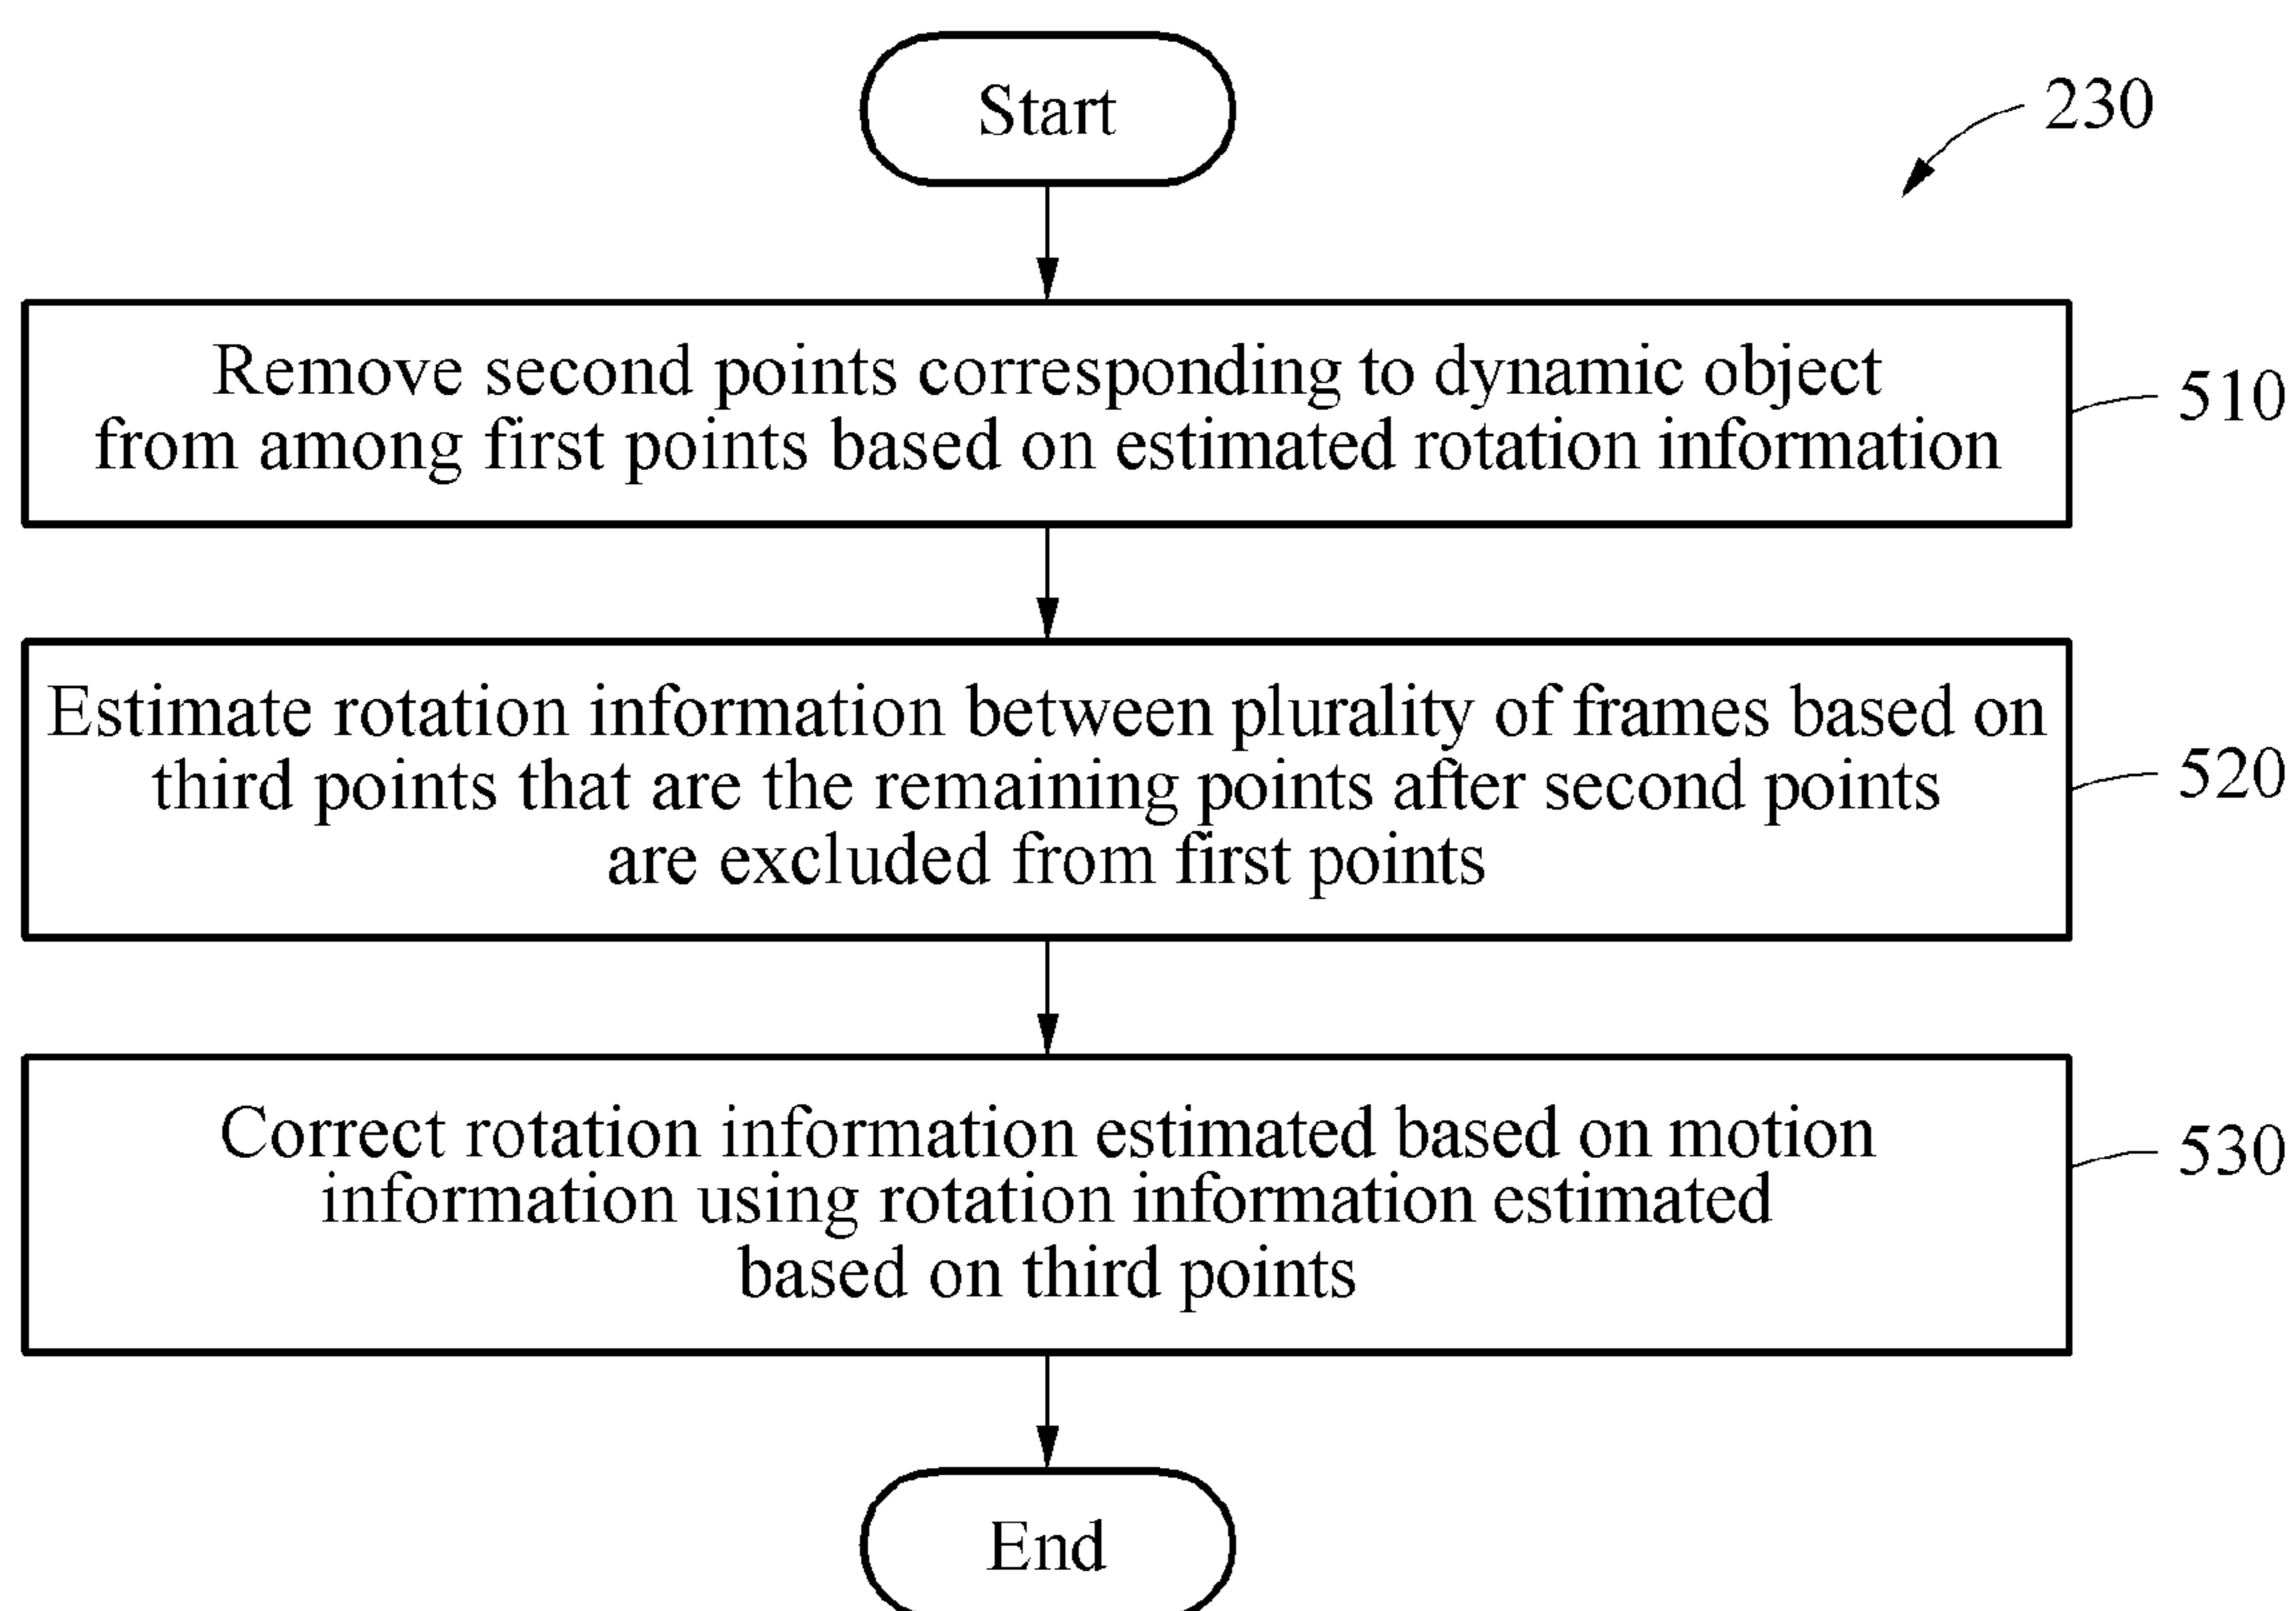 Start
230
Remove second points corresponding to dynamic object
from among first points based on estimated rotation information
510
Estimate rotation information between plurality of frames based on
third points that are the remaining points after second points
are excluded from first points
520
Correct rotation information estimated based on motion
information using rotation information estimated
based on third points
530
End